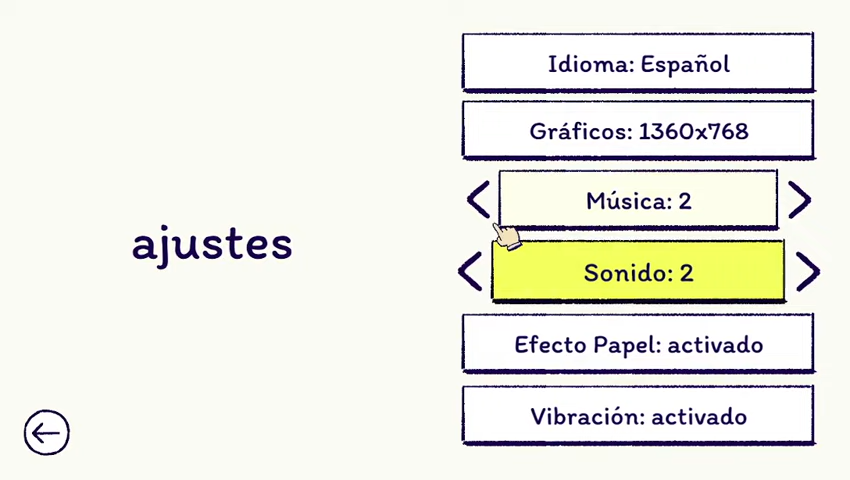 Idioma: Español
Gráficos: 1360x768
Música: 2
ajustes
Sonido: 2
Efecto Papel: activado
Vibración: activado